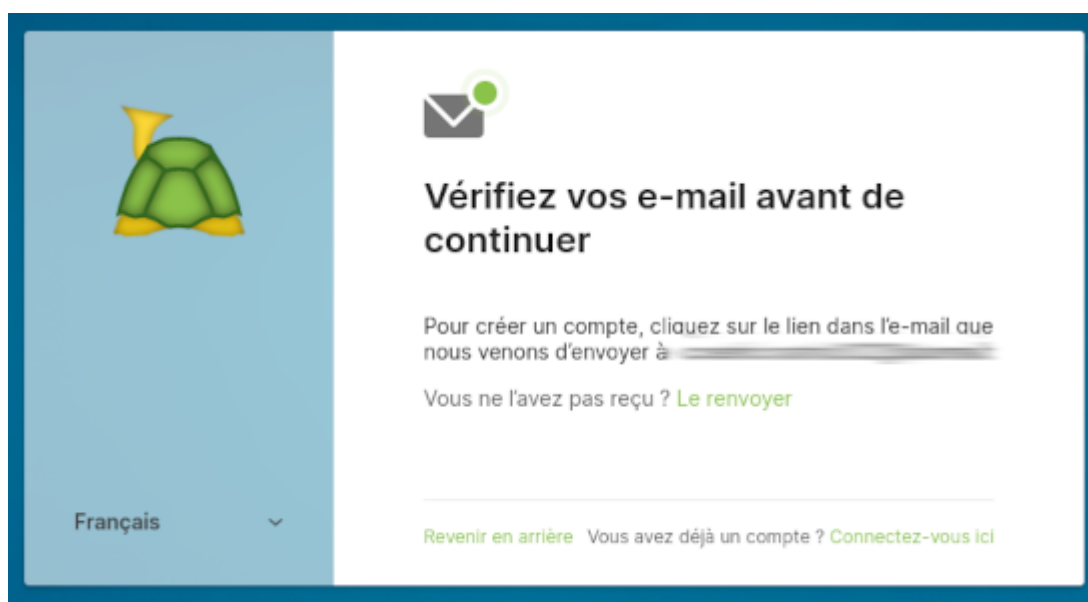 Vérifiez vos e-mail avant de
continuer
Pour créer un compte, cliquez sur le lien dans l'e-mail que
nous venons d'envoyer à
Vous ne l'avez pas reçu ? Le renvoyer
Français
Revenir en arrière Vous avez déjà un compte ? Connectez-vous ici